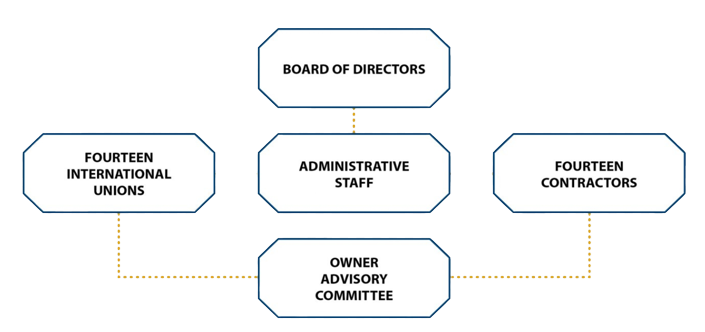 BOARD OF DIRECTORS
FOURTEEN
INTERNATIONAL
UNIONS
ADMINISTRATIVE
STAFF
FOURTEEN
CONTRACTORS
OWNER
ADVISORY
COMMITTEE